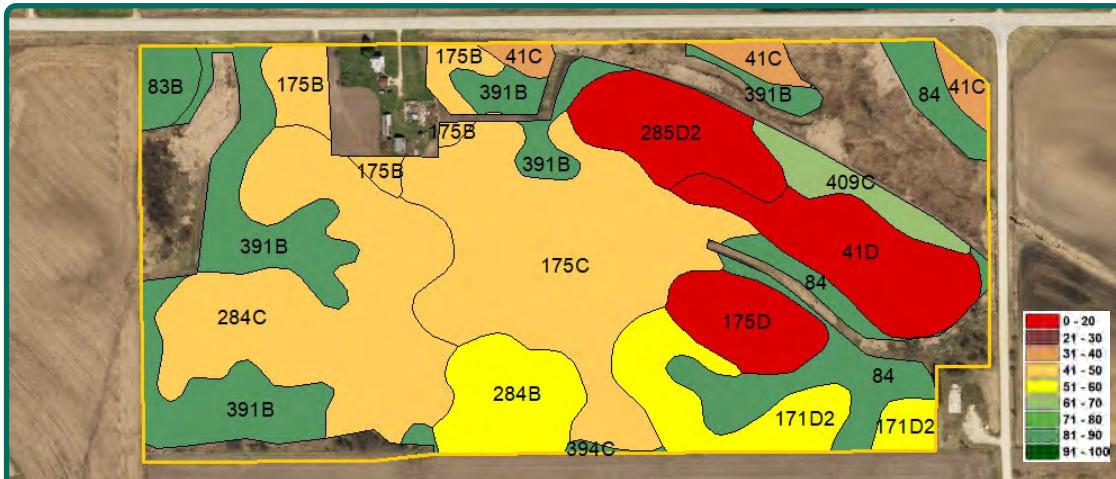 175B
41C
41C
83B
175B
391B
391B
84
41C
285D2
175B
391B
175B
409C
391B
41D
175C
84
284C
175D
84
284B
391B
171D2
171D2
394C
0 - 20
21 - 30
31 - 40
41 - 50
51 - 60
61 - 70
71 - 80
81 - 90
91 - 100